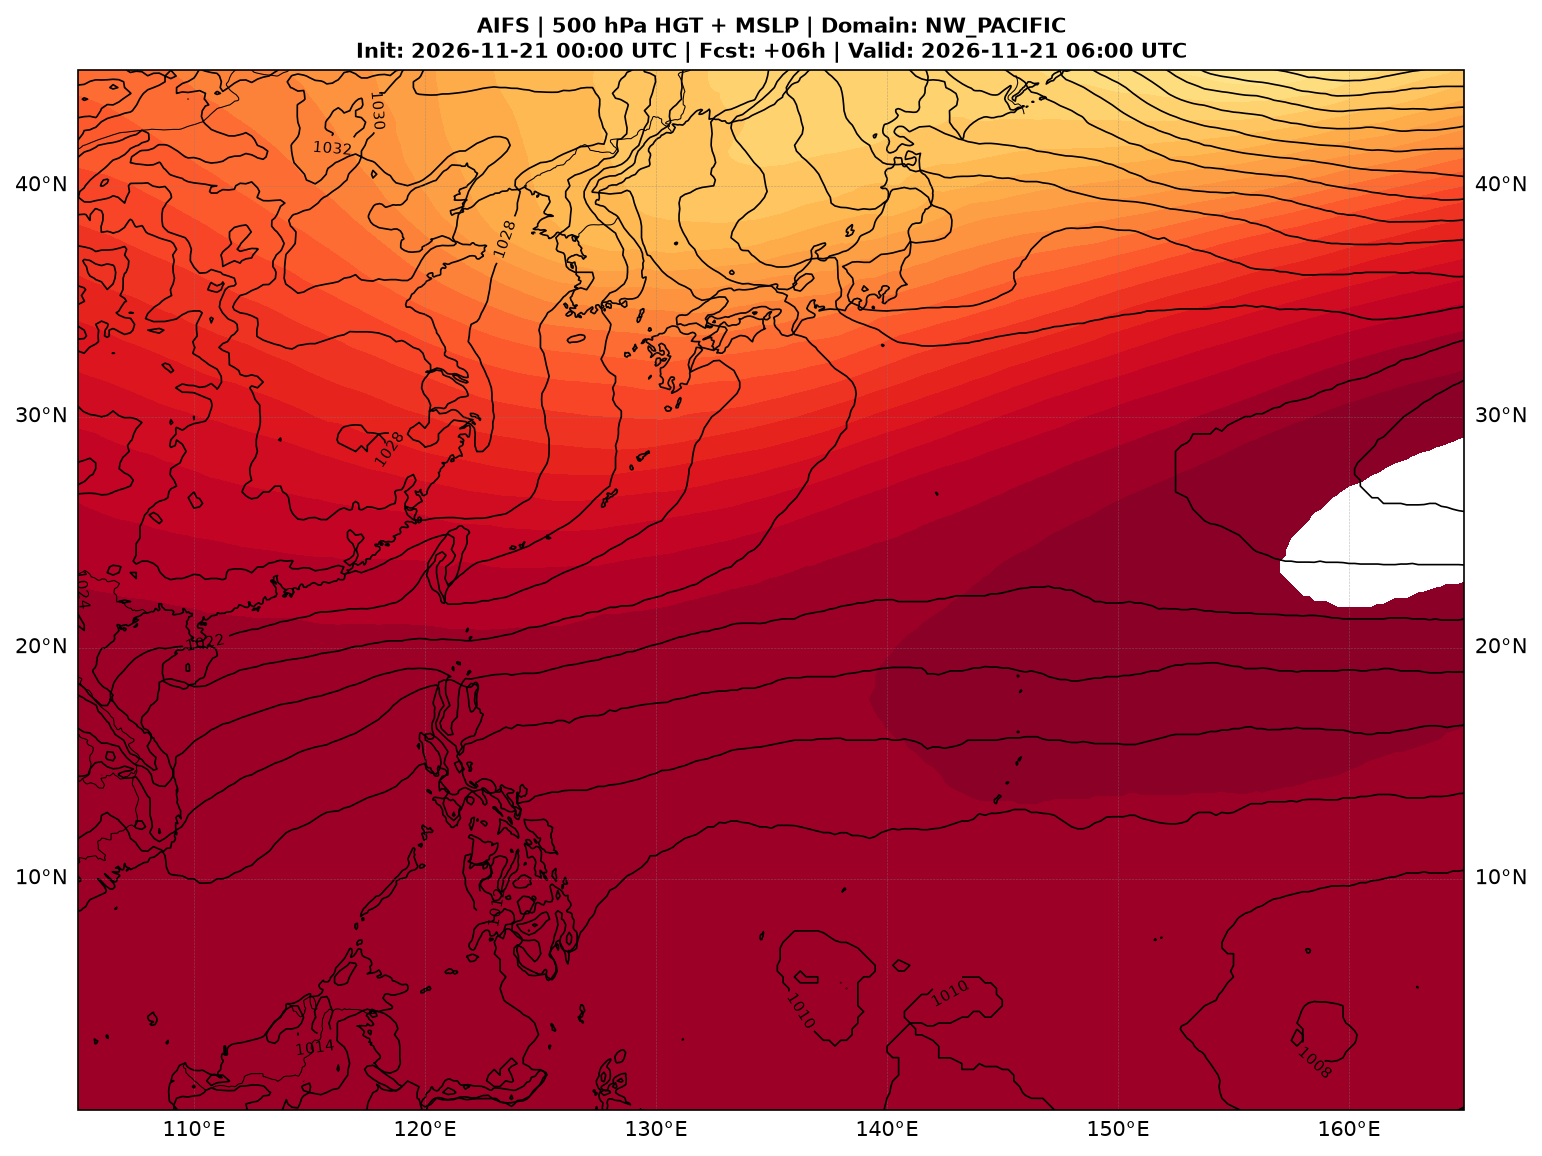 AIFS | 500 hPa HGT + MSLP | Domain: NW_PACIFIC
Init: 2026-11-21 00:00 UTC | Fcst: +06h | Valid: 2026-11-21 06:00 UTC
1030
1032
40°N
40°N
1028
30°N
30°N
1028
1024
1022
20°N
20°N
10°N
10°N
1010
1010
1014
1008
110°E
120°E
130°E
140°E
150°E
160°E